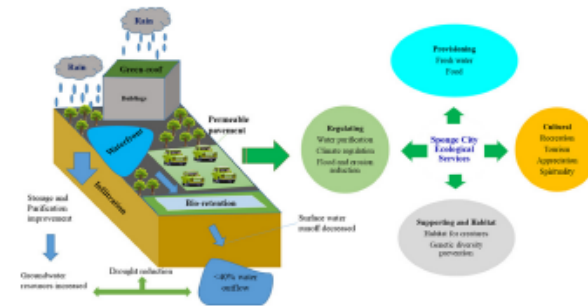 Rain
Rain
Green-roof
Buildings
Waterfront
Permeable
pavement
Infiltration
Bio-retention
Storage and
Purification
improvement
Surface water
runoff decreased
Drought reduction
Groundwater
resources increased
<40% water
outflow
Regulating
Water purification
Climate regulation
Flood and erosion
reduction
Provisioning
Fresh water
Food
Sponge City
Ecological
Services
Cultural
Recreation
Tourism
Appreciation
Spirituality
Supporting and Habitat
Habitat for creatures
Genetic diversity
prevention